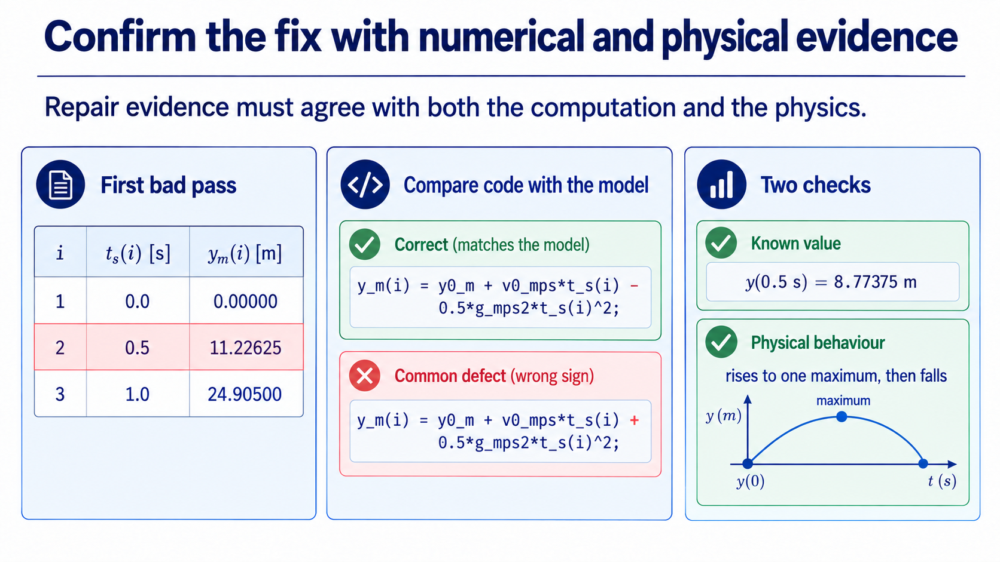 Confirm the fix with numerical and physical evidence
Repair evidence must agree with both the computation and the physics.
First bad pass
i t_s(i) [s] y_m(i) [m]
1 0.0 0.00000
2 0.5 11.22625
3 1.0 24.90500
Compare code with the model
Correct (matches the model)
y_m(i) = y0_m + v0_mps*t_s(i) −
0.5*g_mps2*t_s(i)^2;
Common defect (wrong sign)
y_m(i) = y0_m + v0_mps*t_s(i) +
0.5*g_mps2*t_s(i)^2;
Two checks
Known value
y(0.5 s) = 8.77375 m
Physical behaviour
rises to one maximum, then falls
maximum
y (m)
y(0)
t (s)